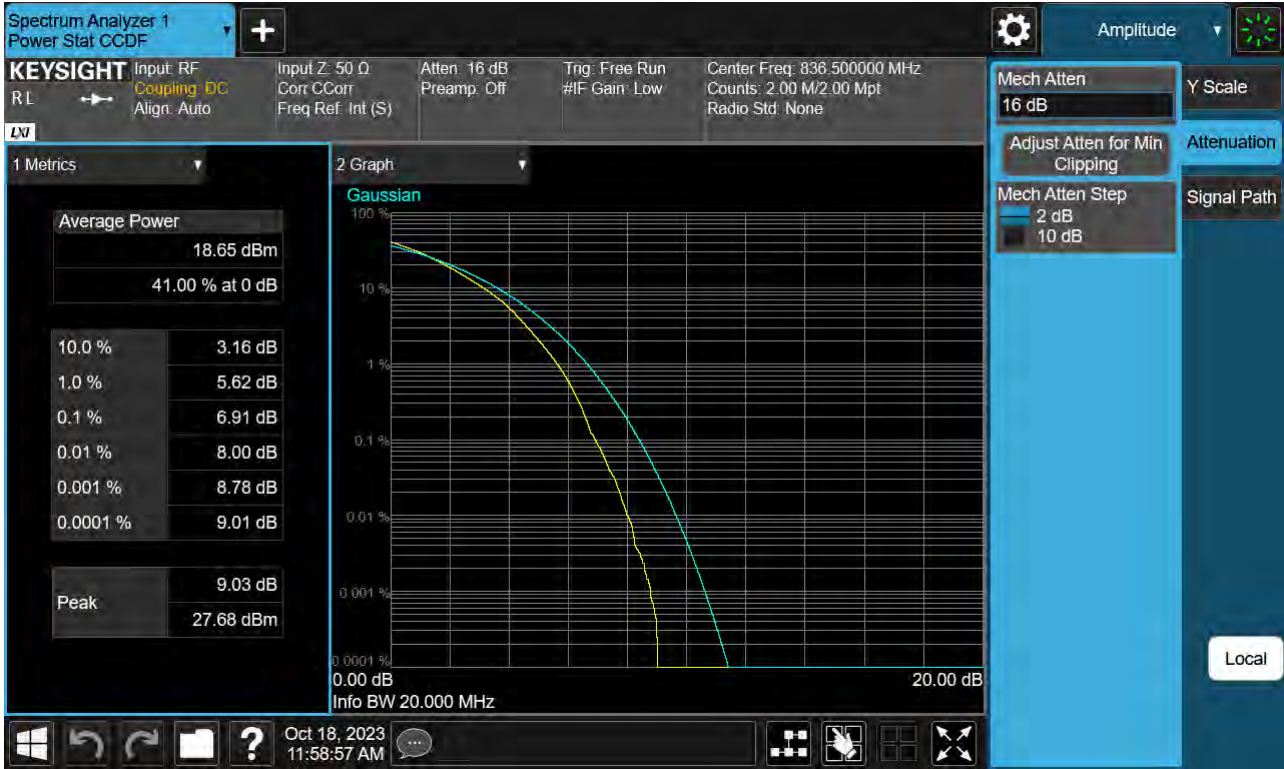 Spectrum Analyzer 1
Power Stat CCDF
Amplitude
KEYSIGHT
R L
LXI
Input: RF
Coupling: DC
Align: Auto
Input Z: 50 Ω
Corr CCorr
Freq Ref: Int (S)
Atten: 16 dB
Preamp: Off
Trig: Free Run
#IF Gain: Low
Center Freq: 836.500000 MHz
Counts: 2.00 M/2.00 Mpt
Radio Std: None
Mech Atten
16 dB
Adjust Atten for Min
Clipping
Mech Atten Step
2 dB
10 dB
Y Scale
Attenuation
Signal Path
Local
1 Metrics
Average Power
18.65 dBm
41.00 % at 0 dB
10.0 % 3.16 dB
1.0 % 5.62 dB
0.1 % 6.91 dB
0.01 % 8.00 dB
0.001 % 8.78 dB
0.0001 % 9.01 dB
Peak
9.03 dB
27.68 dBm
2 Graph
Gaussian
100 %
10 %
1 %
0.1 %
0.01 %
0.001 %
0.0001 %
0.00 dB 20.00 dB
Info BW 20.000 MHz
Oct 18, 2023
11:58:57 AM